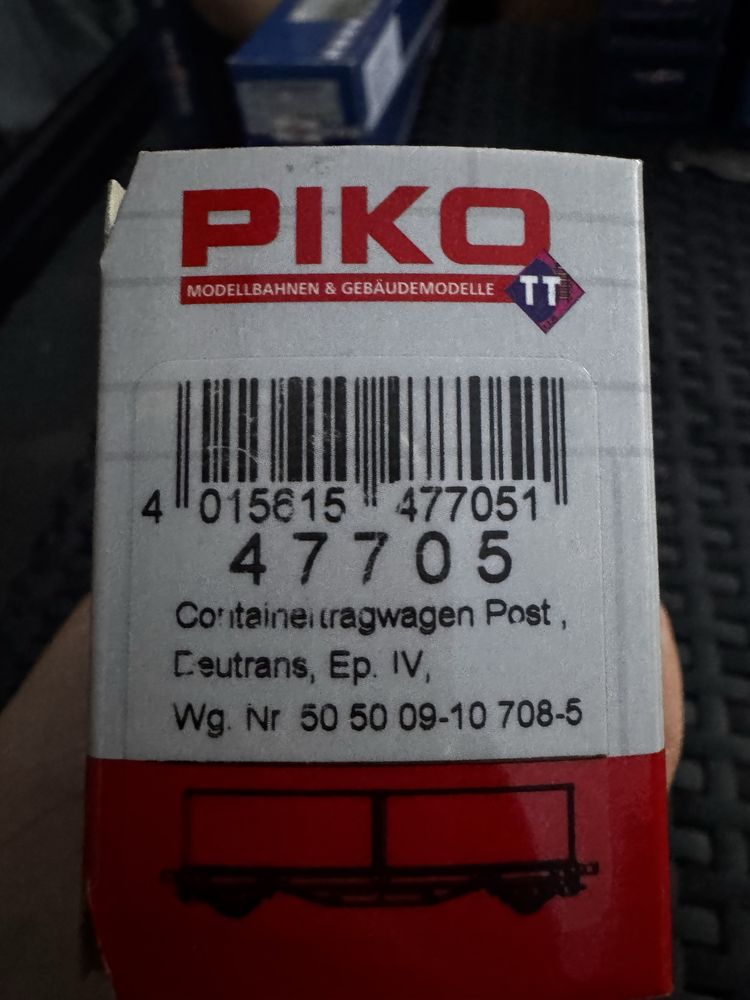 PIKO
MODELLBAHNEN & GEBÄUDEMODELLE TT
4 015615 477051
47705
Containertragwagen Post ,
Deutrans, Ep. IV,
Wg. Nr 50 50 09-10 708-5